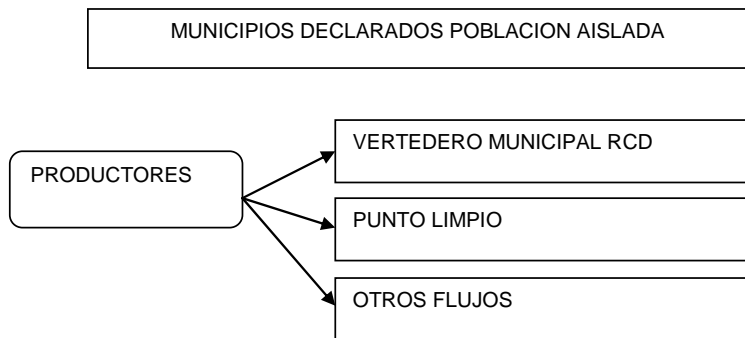 MUNICIPIOS DECLARADOS POBLACION AISLADA
VERTEDERO MUNICIPAL RCD
PRODUCTORES
PUNTO LIMPIO
OTROS FLUJOS